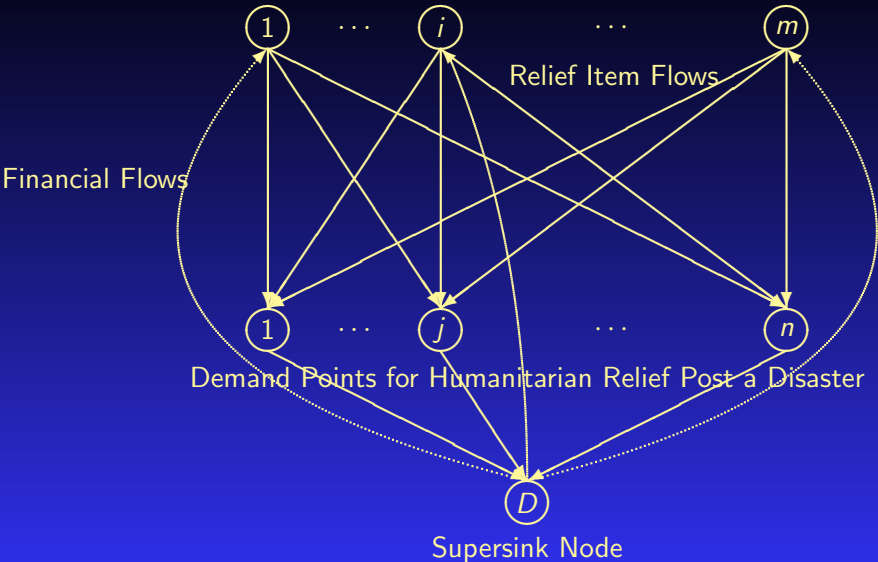 1 ... i ... m
Relief Item Flows
Financial Flows
1 ... j ... n
Demand Points for Humanitarian Relief Post a Disaster
D
Supersink Node